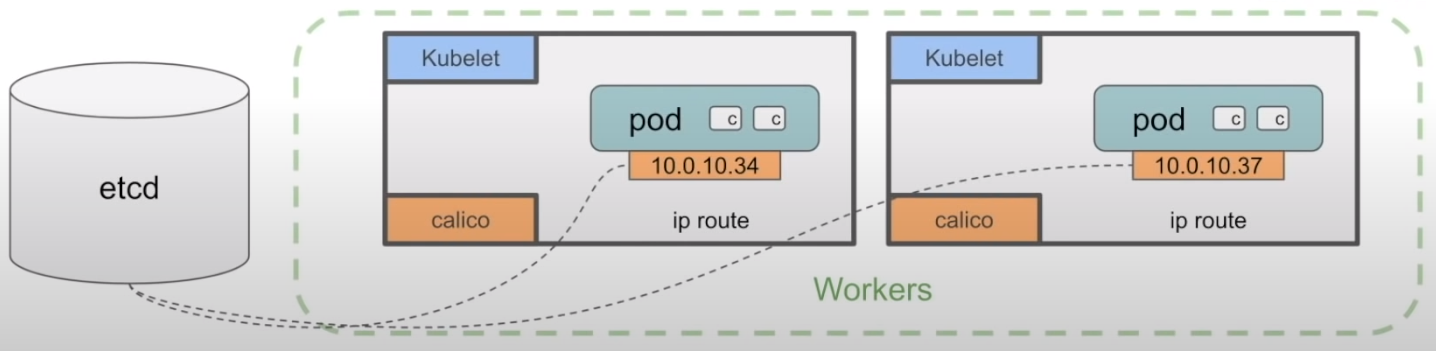 etcd
Kubelet
pod c c
10.0.10.34
calico
ip route
Kubelet
pod c c
10.0.10.37
calico
ip route
Workers